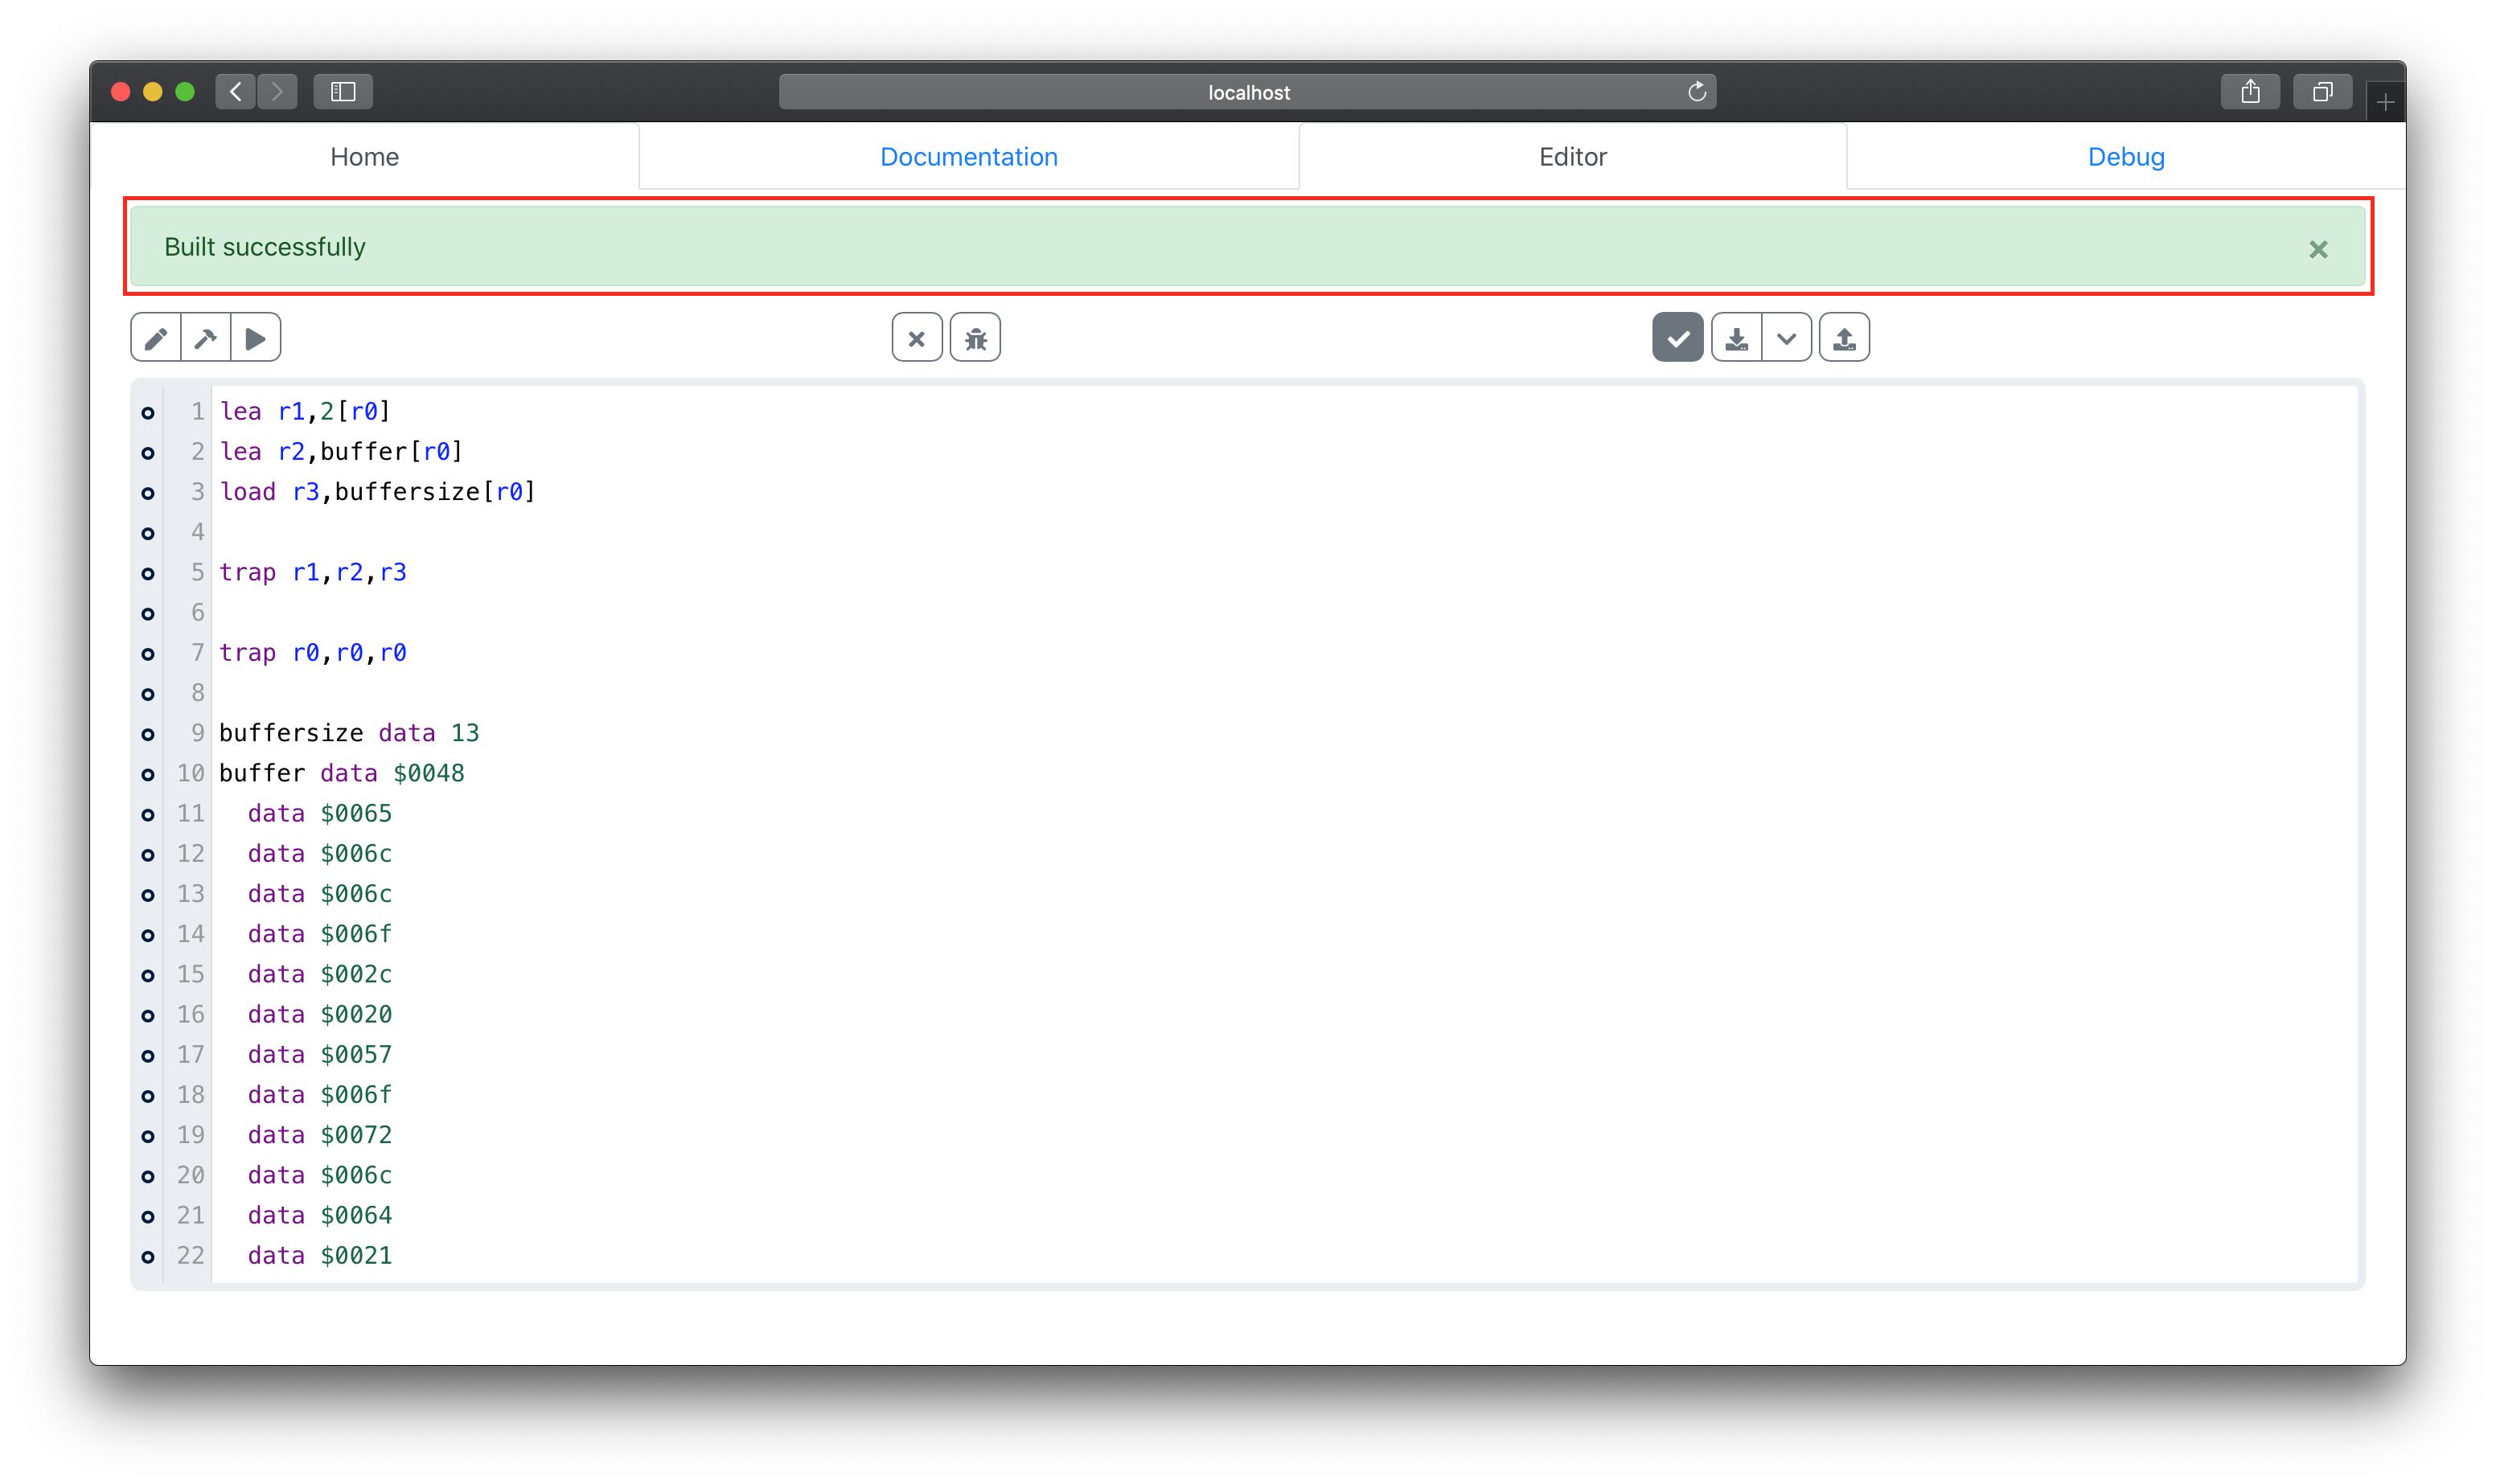 localhost
Home Documentation Editor Debug
Built successfully
1 lea r1,2[r0]
2 lea r2,buffer[r0]
3 load r3,buffersize[r0]
4
5 trap r1,r2,r3
6
7 trap r0,r0,r0
8
9 buffersize data 13
10 buffer data $0048
11 data $0065
12 data $006c
13 data $006c
14 data $006f
15 data $002c
16 data $0020
17 data $0057
18 data $006f
19 data $0072
20 data $006c
21 data $0064
22 data $0021